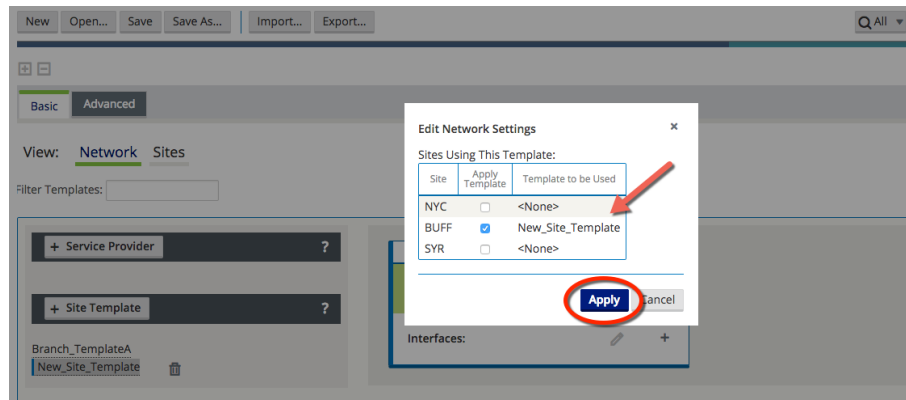 New Open... Save Save As... Import... Export... All
Basic Advanced
View: Network Sites
Filter Templates:
+ Service Provider ?
+ Site Template ?
Branch_TemplateA
New_Site_Template
Edit Network Settings ×
Sites Using This Template:
Site Apply Template Template to be Used
NYC <None>
BUFF New_Site_Template
SYR <None>
Apply Cancel
Interfaces: +